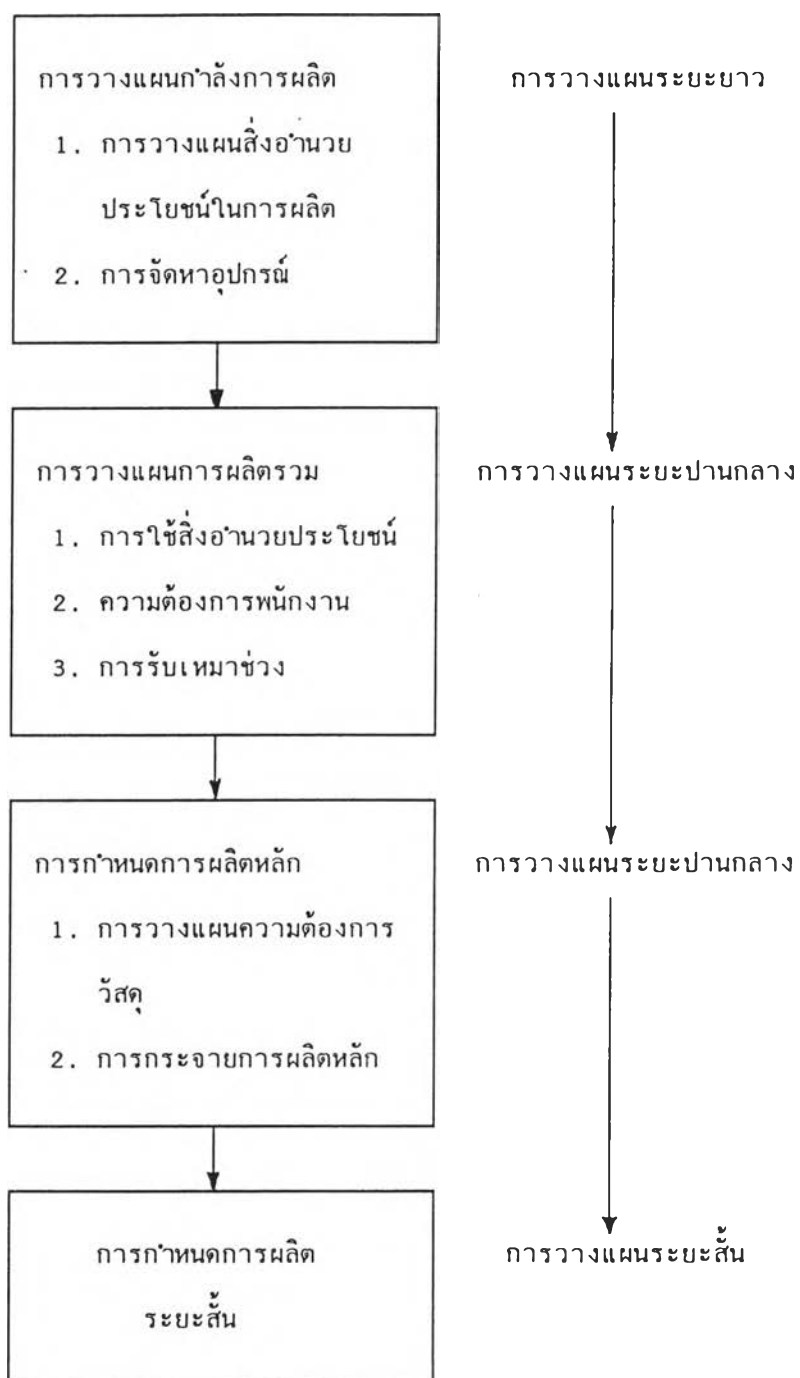 การวางแผนกำลังการผลิต
การวางแผนระยะยาว
1. การวางแผนสิ่งอำนวย
ประโยชน์ในการผลิต
2. การจัดหาอุปกรณ์
การวางแผนการผลิตรวม
การวางแผนระยะปานกลาง
1. การใช้สิ่งอำนวยประโยชน์
2. ความต้องการพนักงาน
3. การรับเหมาช่วง
การกำหนดการผลิตหลัก
การวางแผนระยะปานกลาง
1. การวางแผนความต้องการ
วัสดุ
2. การกระจายการผลิตหลัก
การกำหนดการผลิต
การวางแผนระยะสั้น
ระยะสั้น